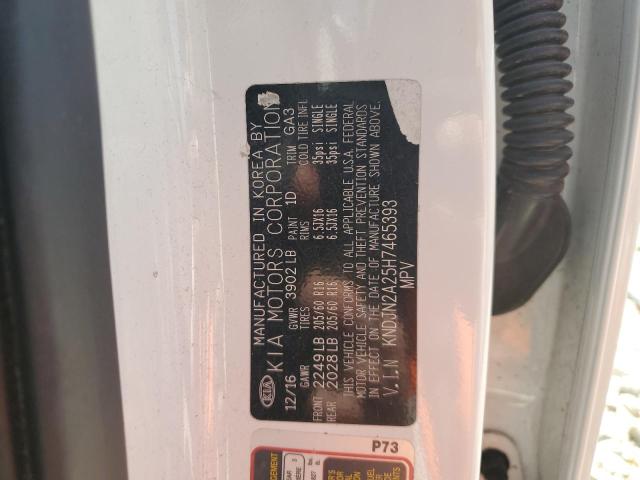 KIA
MANUFACTURED IN KOREA BY
KIA MOTORS CORPORATION
12/16 GVWR 3902 LB PAINT 1D TRIM GA3
GAWR TIRES RIMS COLD TIRE INFL
FRONT 2249 LB 205/60 R16 6.5JX16 35psi SINGLE
REAR 2028 LB 205/60 R16 6.5JX16 35psi SINGLE
THIS VEHICLE CONFORMS TO ALL APPLICABLE U.S.A. FEDERAL
MOTOR VEHICLE SAFETY AND THEFT PREVENTION STANDARDS
IN EFFECT ON THE DATE OF MANUFACTURE SHOWN ABOVE.
V.I.N KNDJN2A25H7465393
MPV
P73